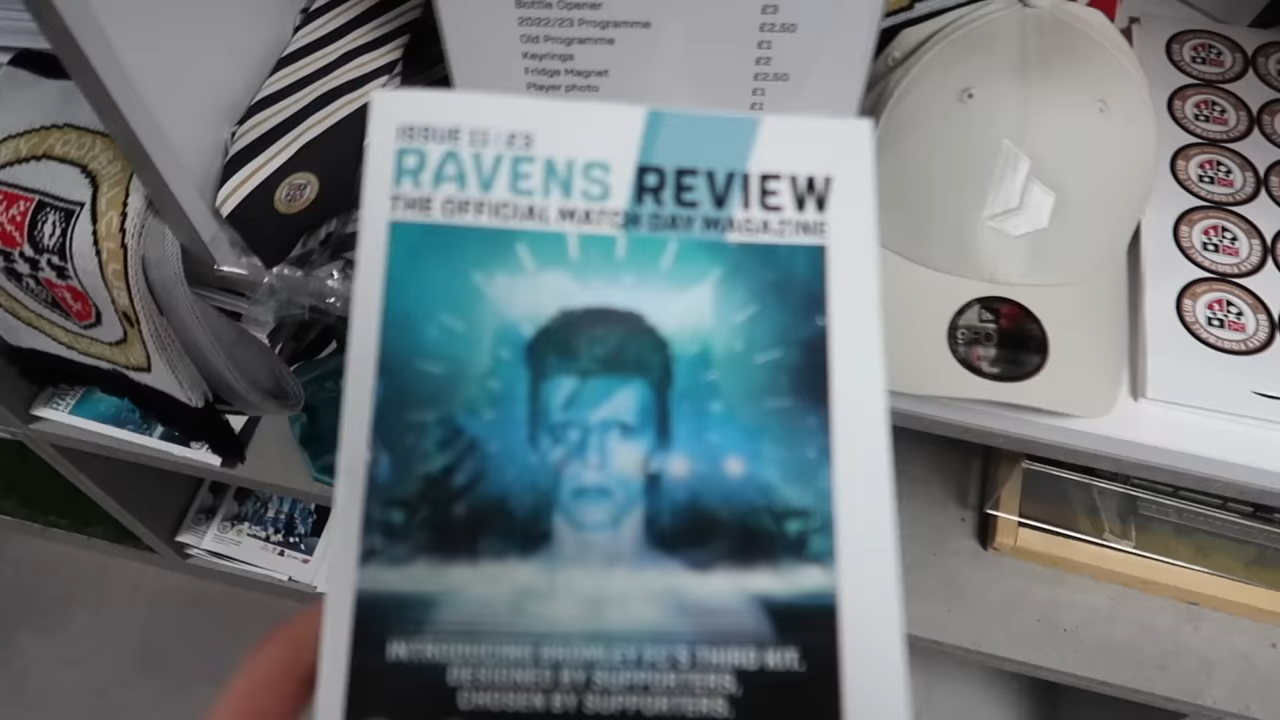 Bottle Opener £3
2022/23 Programme £2.50
Old Programme £1
Keyrings £2
Fridge Magnet £2.50
Player photo £1
£1
ISSUE 11 | £3
RAVENS REVIEW
THE OFFICIAL MATCH DAY MAGAZINE
INTRODUCING BROMLEY FC'S THIRD KIT.
DESIGNED BY SUPPORTERS,
CHOSEN BY SUPPORTERS.